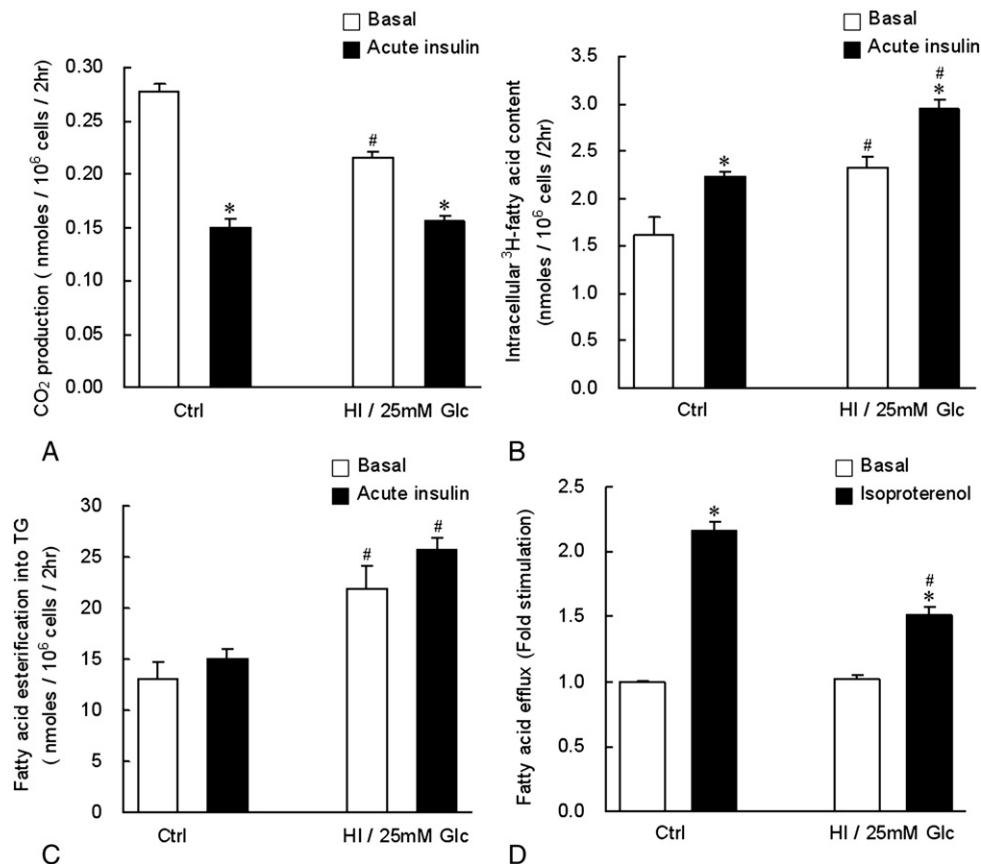 Basal
Acute insulin
CO₂ production ( nmoles / 10⁶ cells / 2hr)
0.30
0.25
0.20
0.15
0.10
0.05
0.00
*
#
*
Ctrl
HI / 25mM Glc
A
Basal
Acute insulin
Intracellular ³H-fatty acid content
(nmoles / 10⁶ cells /2hr)
3.5
3.0
2.5
2.0
1.5
1.0
0.5
0.0
*
#
#
*
Ctrl
HI / 25mM Glc
B
Basal
Acute insulin
Fatty acid esterification into TG
( nmoles / 10⁶ cells / 2hr)
30
25
20
15
10
5
0
#
#
Ctrl
HI / 25mM Glc
C
Basal
Isoproterenol
Fatty acid efflux (Fold stimulation)
2.5
2.0
1.5
1.0
0.5
0.0
*
#
*
Ctrl
HI / 25mM Glc
D